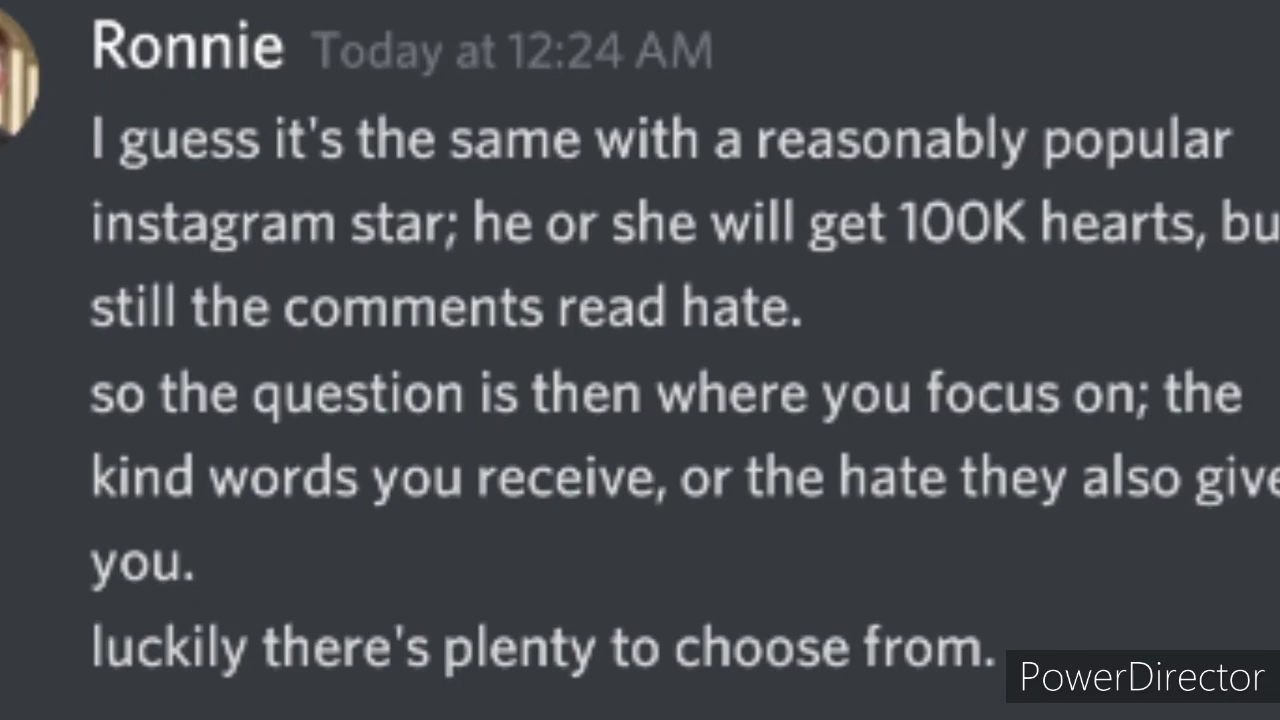 Ronnie Today at 12:24 AM
I guess it's the same with a reasonably popular
instagram star; he or she will get 100K hearts, bu
still the comments read hate.
so the question is then where you focus on; the
kind words you receive, or the hate they also give
you.
luckily there's plenty to choose from.
PowerDirector